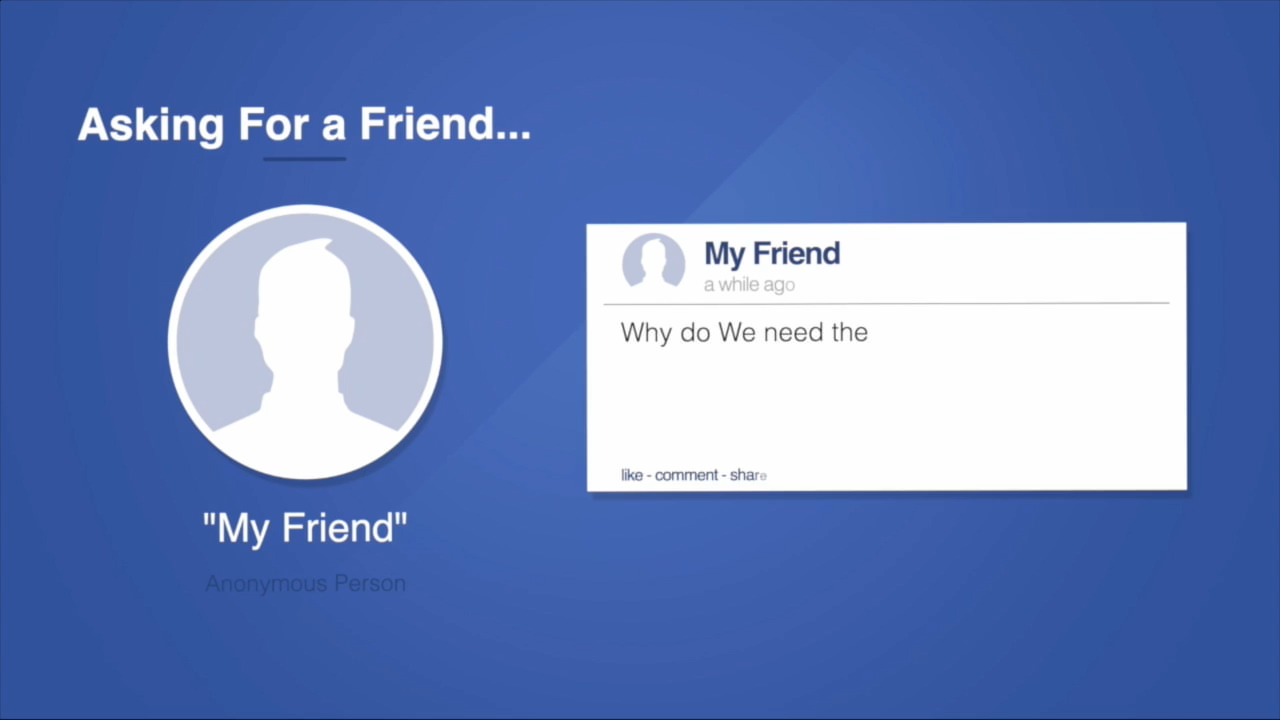 Asking For a Friend...
"My Friend"
Anonymous Person
My Friend
a while ago
Why do We need the
like - comment - share